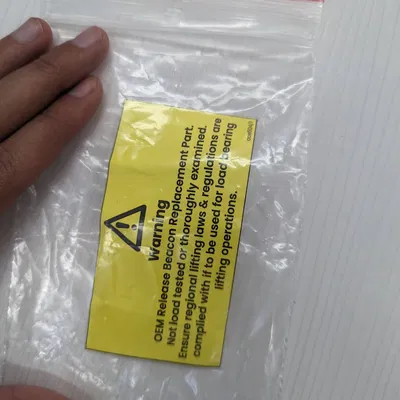 Warning
OEM Release Beacon Replacement Part.
Not load tested or thoroughly examined.
Ensure regional lifting laws & regulations are
complied with if to be used for load bearing
lifting operations.